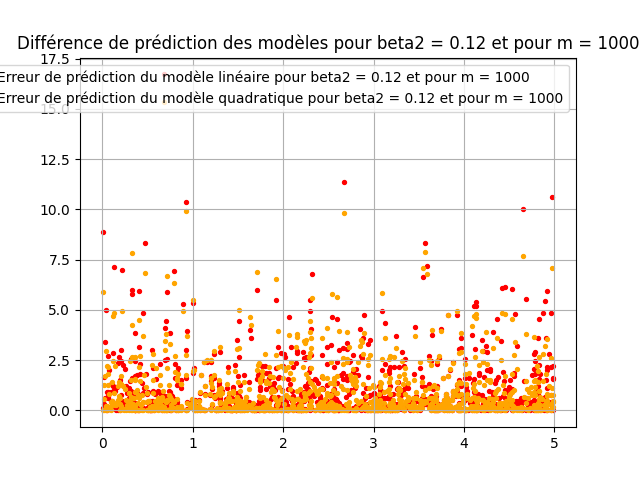 Différence de prédiction des modèles pour beta2 = 0.12 et pour m = 1000
Erreur de prédiction du modèle linéaire pour beta2 = 0.12 et pour m = 1000
Erreur de prédiction du modèle quadratique pour beta2 = 0.12 et pour m = 1000
17.5
15.0
12.5
10.0
7.5
5.0
2.5
0.0
0 1 2 3 4 5